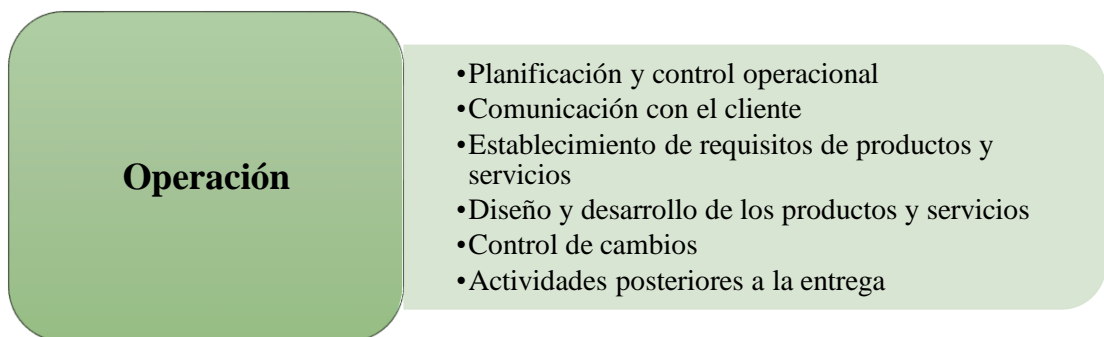 Operación
•Planificación y control operacional
•Comunicación con el cliente
•Establecimiento de requisitos de productos y
servicios
•Diseño y desarrollo de los productos y servicios
•Control de cambios
•Actividades posteriores a la entrega